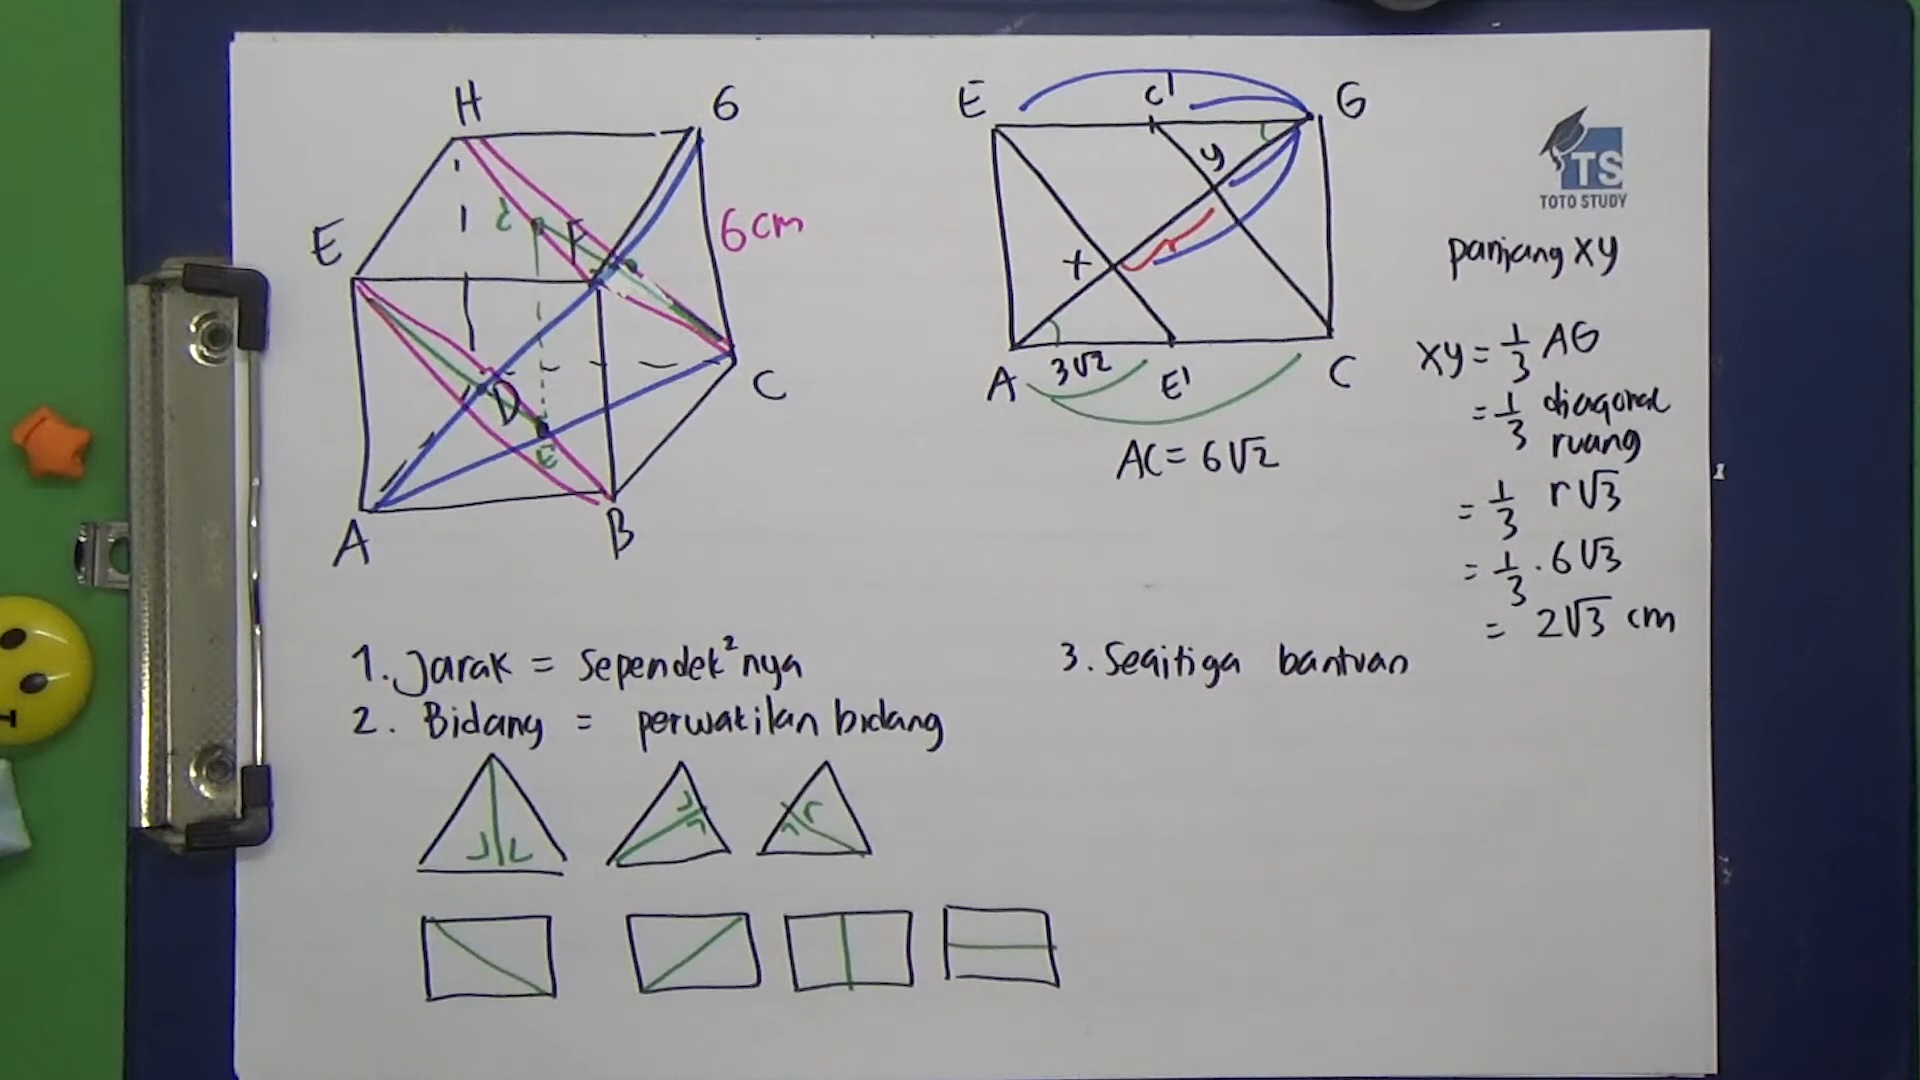 H
G
E
F
6 cm
D
C
A
B
E
C'
G
y
x
A
3√2
E'
C
AC = 6√2
TS
TOTO STUDY
panjang XY
XY = 1/3 AG
= 1/3 diagonal ruang
= 1/3 r√3
= 1/3 . 6√3
= 2√3 cm
1. Jarak = Sependek²nya
2. Bidang = perwakilan bidang
3. Segitiga bantuan